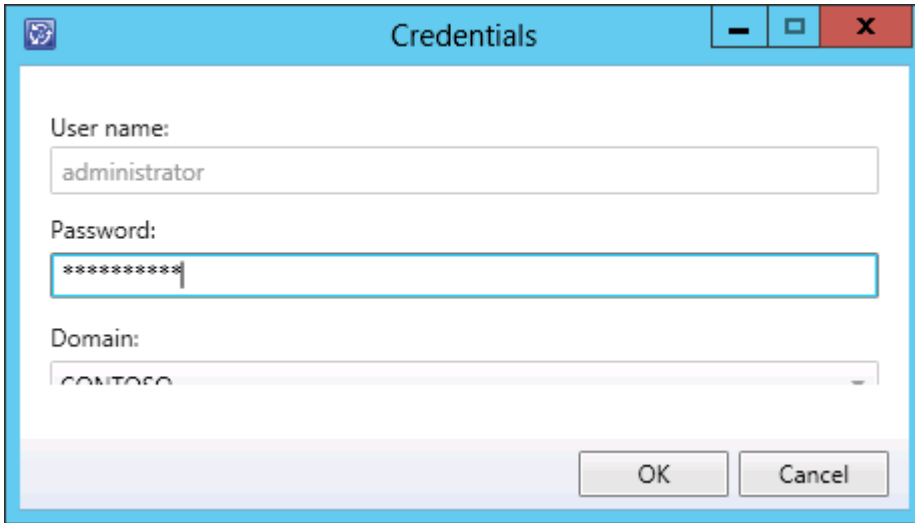 Credentials
User name:
administrator
Password:
**********
Domain:
CONTOSO
OK
Cancel